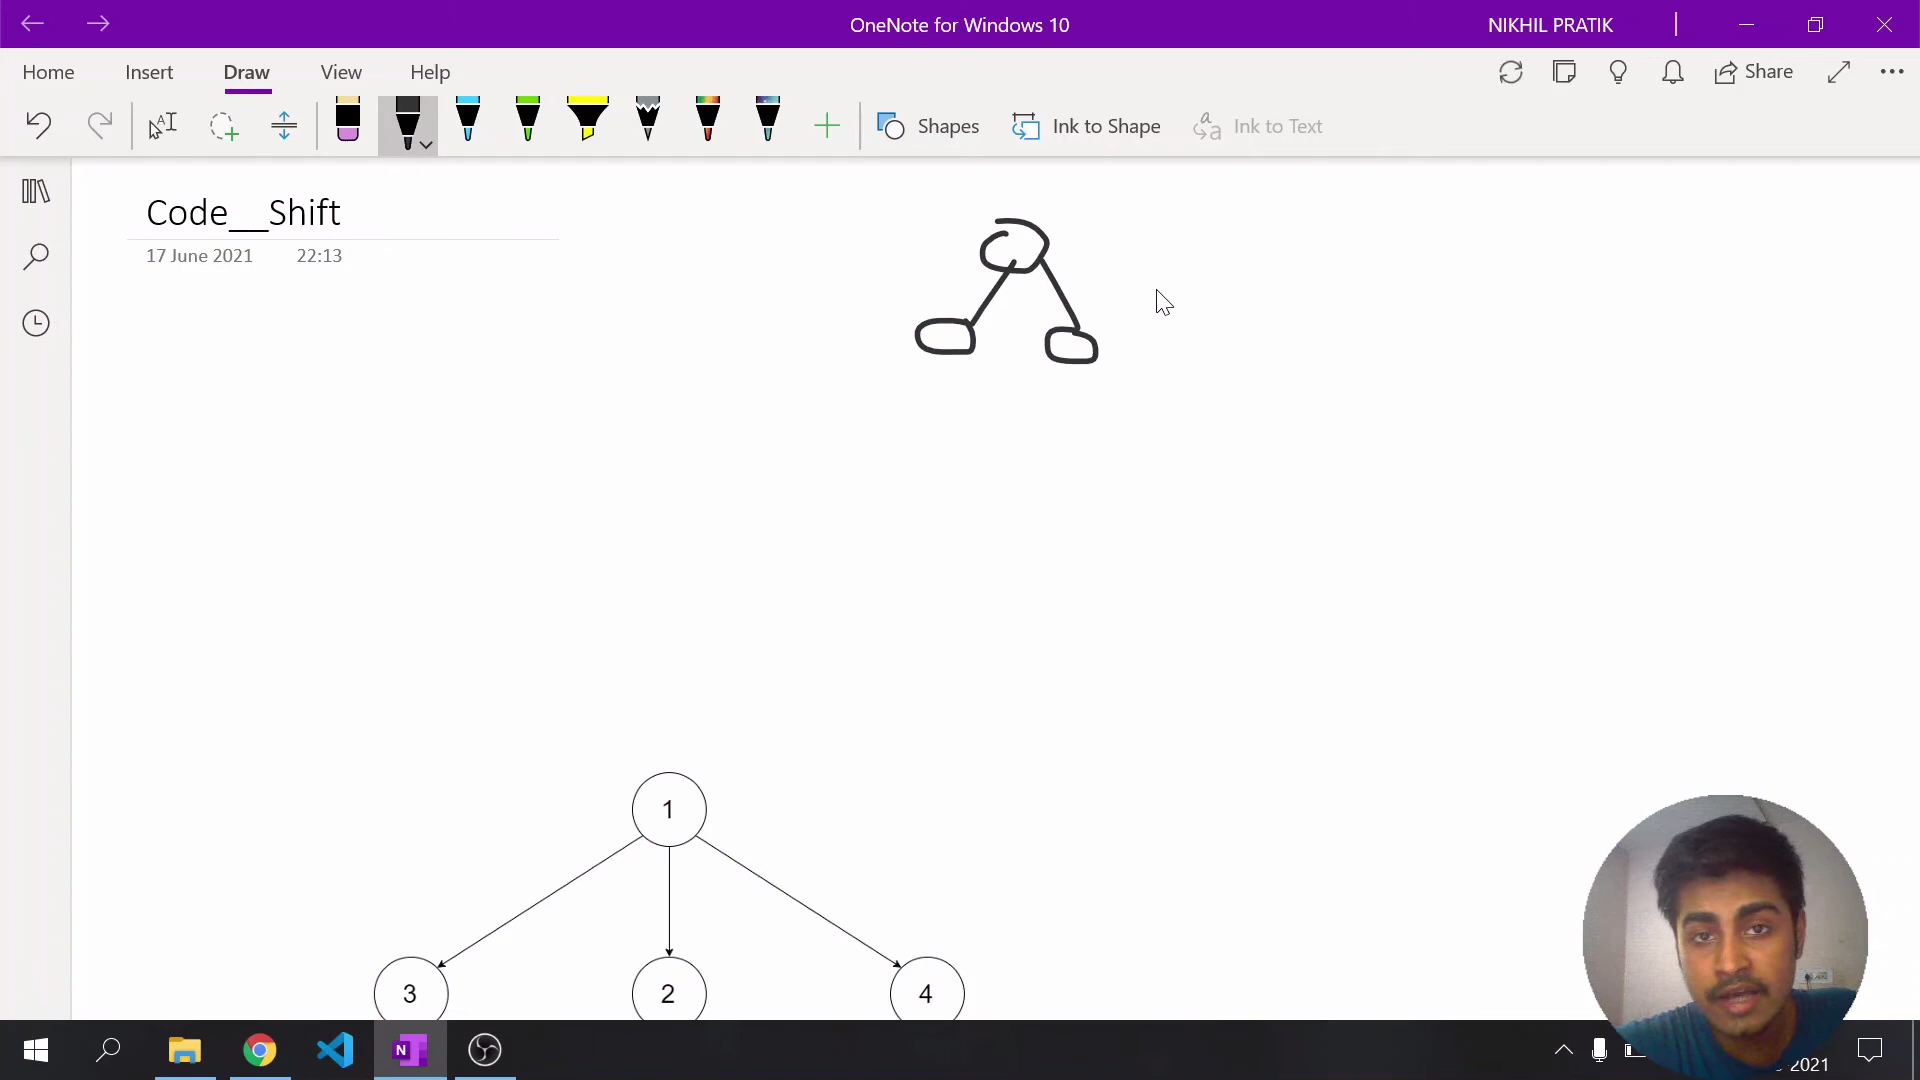 OneNote for Windows 10
NIKHIL PRATIK
Home Insert Draw View Help
Share
Shapes
Ink to Shape
Ink to Text
Code__Shift
17 June 2021 22:13
1
3 2 4
N
2021